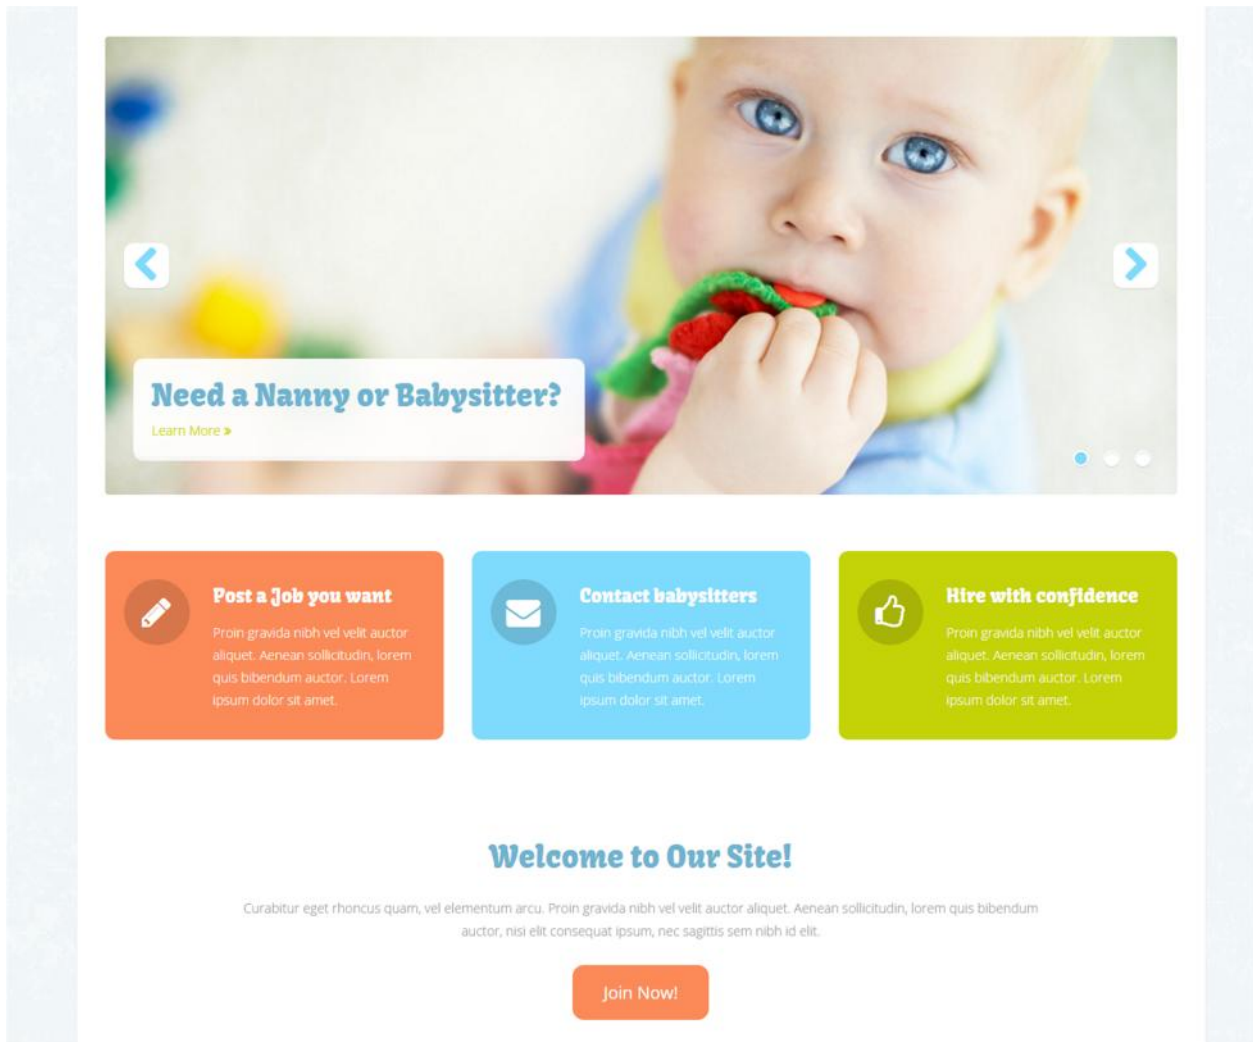 Need a Nanny or Babysitter?
Learn More »
Post a Job you want
Proin gravida nibh vel velit auctor
aliquet. Aenean sollicitudin, lorem
quis bibendum auctor. Lorem
ipsum dolor sit amet.
Contact babysitters
Proin gravida nibh vel velit auctor
aliquet. Aenean sollicitudin, lorem
quis bibendum auctor. Lorem
ipsum dolor sit amet.
Hire with confidence
Proin gravida nibh vel velit auctor
aliquet. Aenean sollicitudin, lorem
quis bibendum auctor. Lorem
ipsum dolor sit amet.
Welcome to Our Site!
Curabitur eget rhoncus quam, vel elementum arcu. Proin gravida nibh vel velit auctor aliquet. Aenean sollicitudin, lorem quis bibendum
auctor, nisi elit consequat ipsum, nec sagittis sem nibh id elit.
Join Now!